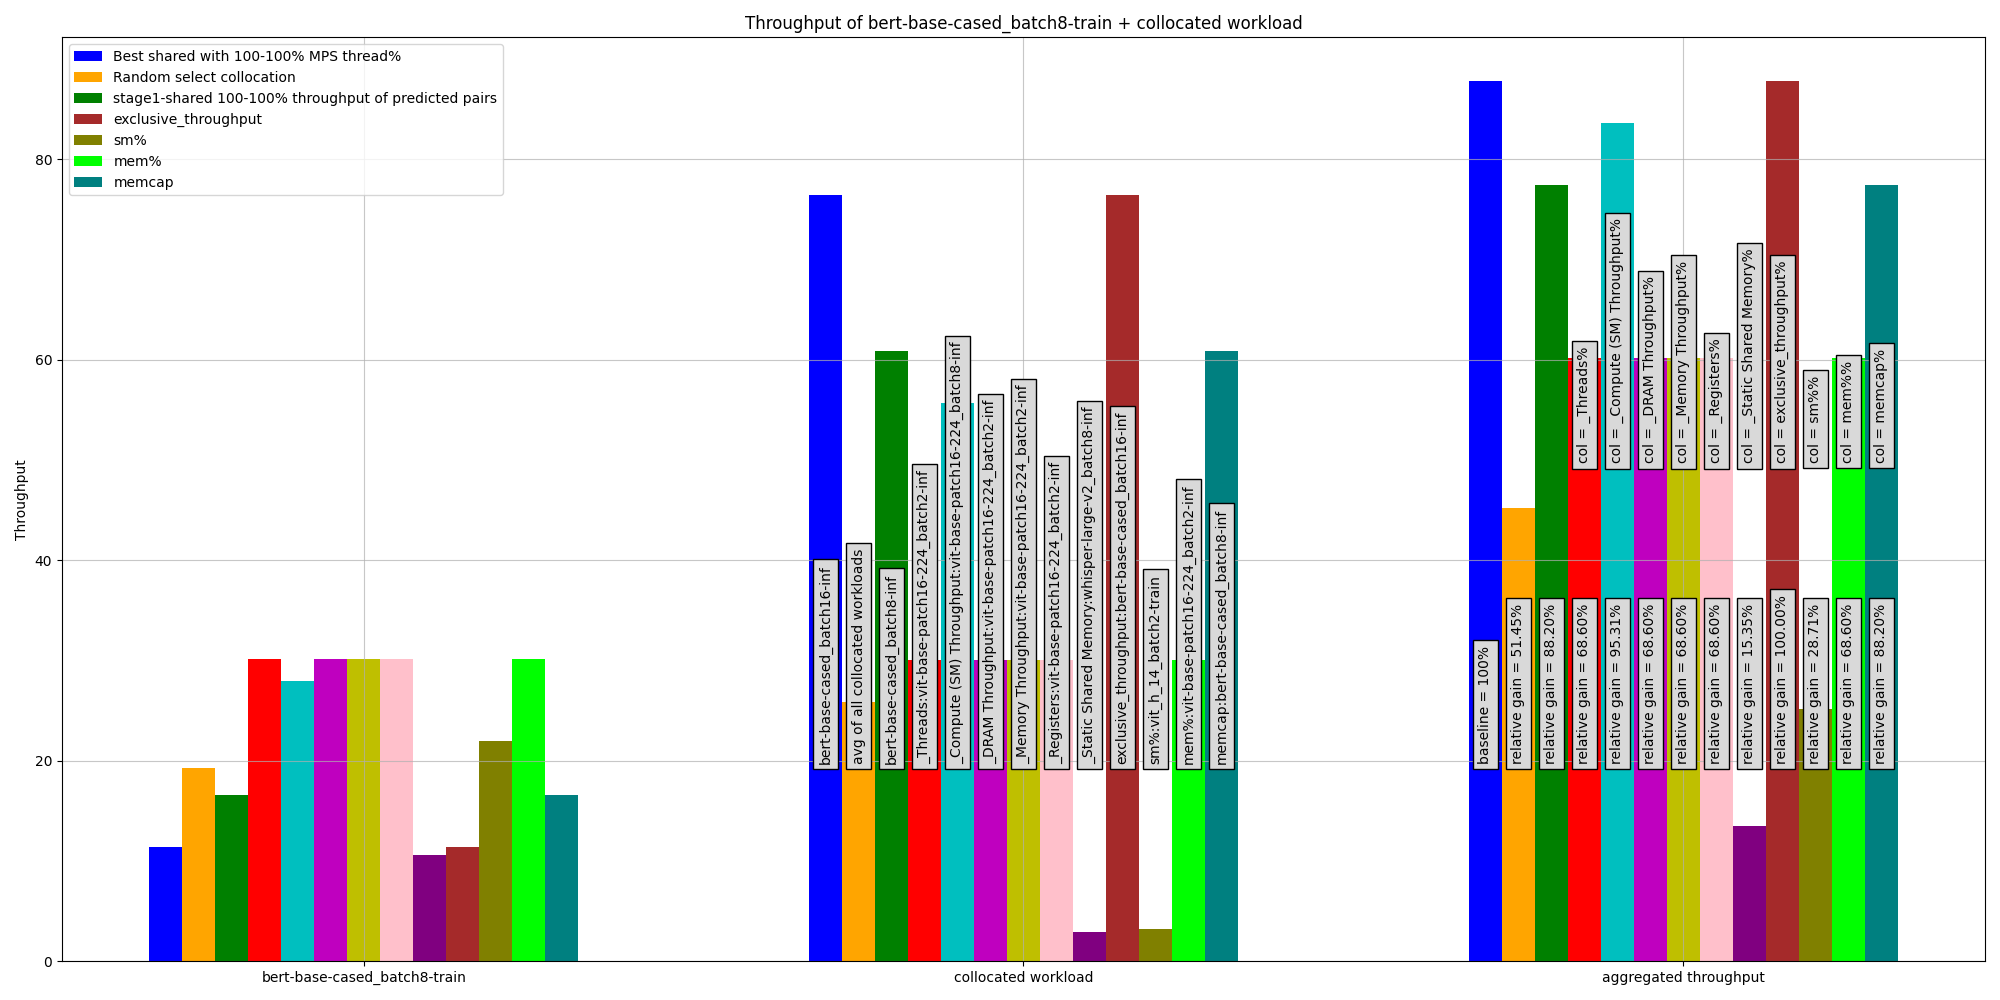 Throughput of bert-base-cased_batch8-train + collocated workload
Best shared with 100-100% MPS thread%
Random select collocation
stage1-shared 100-100% throughput of predicted pairs
exclusive_throughput
sm%
mem%
memcap
Throughput
80
60
40
20
0
bert-base-cased_batch16-inf
avg of all collocated workloads
bert-base-cased_batch8-inf
_Threads:vit-base-patch16-224_batch2-inf
_Compute (SM) Throughput:vit-base-patch16-224_batch8-inf
_DRAM Throughput:vit-base-patch16-224_batch2-inf
_Memory Throughput:vit-base-patch16-224_batch2-inf
_Registers:vit-base-patch16-224_batch2-inf
_Static Shared Memory:whisper-large-v2_batch8-inf
exclusive_throughput:bert-base-cased_batch16-inf
sm%:vit_h_14_batch2-train
mem%:vit-base-patch16-224_batch2-inf
memcap:bert-base-cased_batch8-inf
col = _Threads%
col = _Compute (SM) Throughput%
col = _DRAM Throughput%
col = _Memory Throughput%
col = _Registers%
col = _Static Shared Memory%
col = exclusive_throughput%
col = sm%%
col = mem%%
col = memcap%
baseline = 100%
relative gain = 51.45%
relative gain = 88.20%
relative gain = 68.60%
relative gain = 95.31%
relative gain = 68.60%
relative gain = 68.60%
relative gain = 68.60%
relative gain = 15.35%
relative gain = 100.00%
relative gain = 28.71%
relative gain = 68.60%
relative gain = 88.20%
bert-base-cased_batch8-train
collocated workload
aggregated throughput